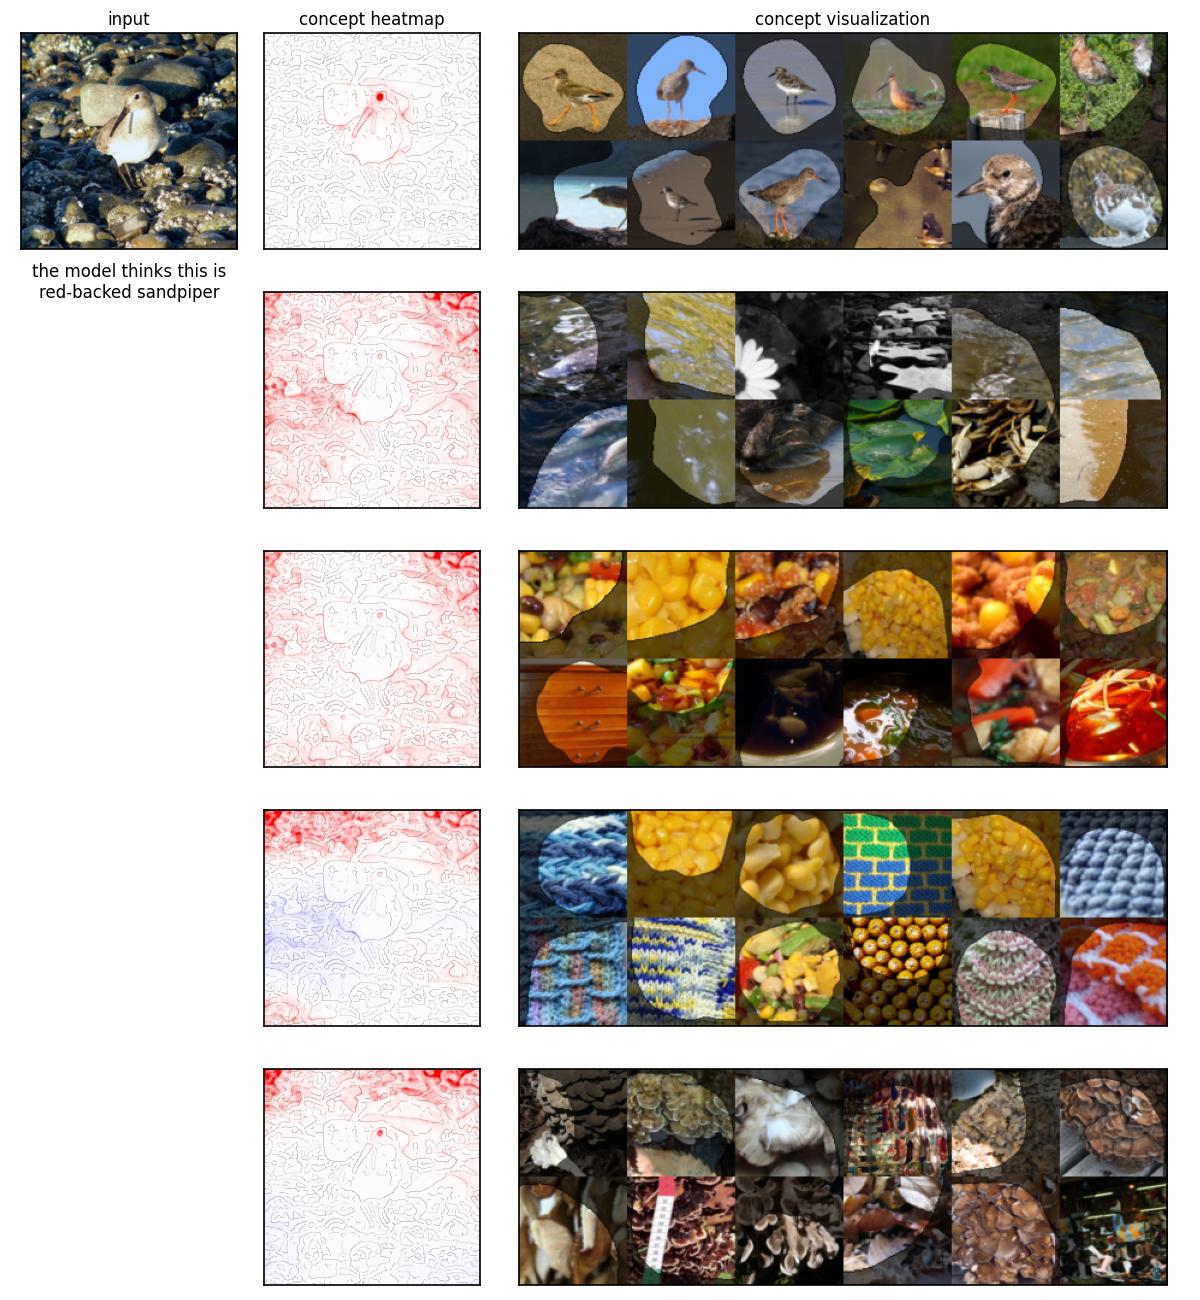 input
concept heatmap
concept visualization
the model thinks this is
red-backed sandpiper